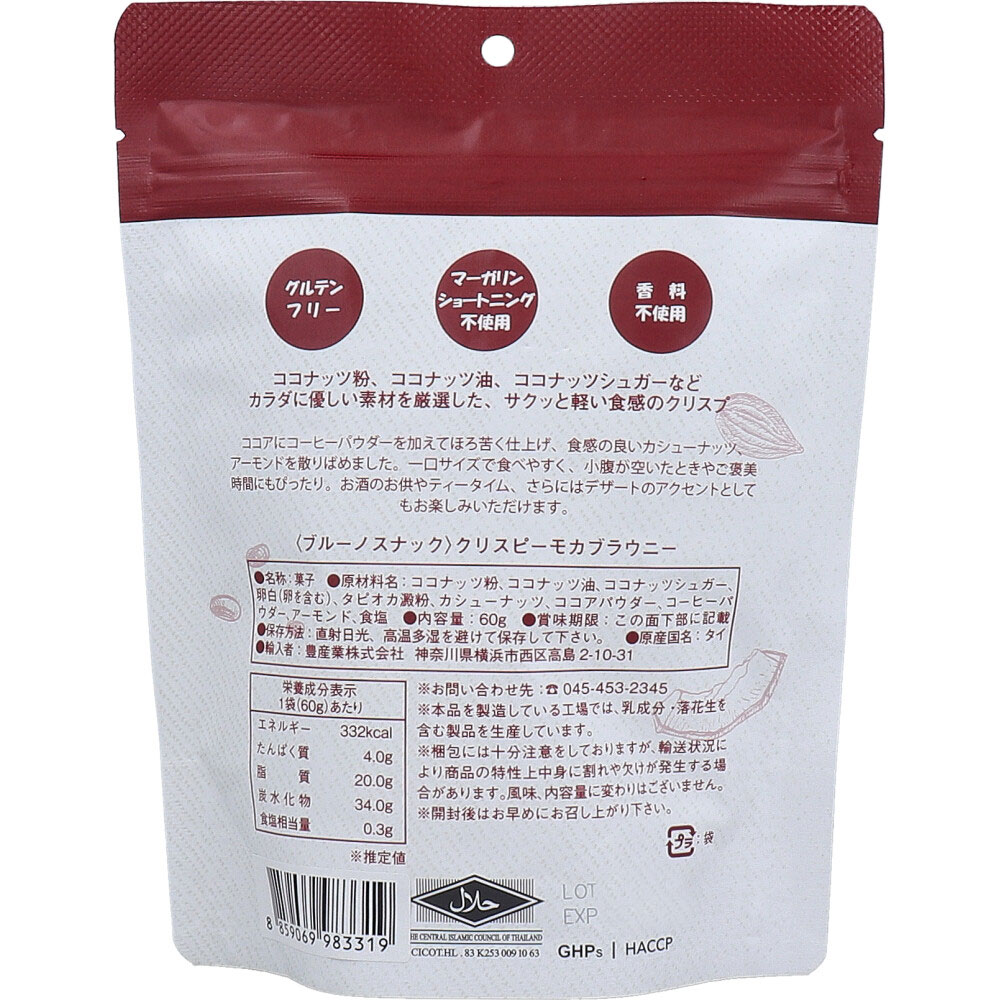 グルテン
フリー
マーガリン
ショートニング
不使用
香料
不使用
ココナッツ粉、ココナッツ油、ココナッツシュガーなど
カラダに優しい素材を厳選した、サクッと軽い食感のクリスプ
ココアにコーヒーパウダーを加えてほろ苦く仕上げ、食感の良いカシューナッツ、
アーモンドを散りばめました。一口サイズで食べやすく、小腹が空いたときやご褒美
時間にもぴったり。お酒のお供やティータイム、さらにはデザートのアクセントとして
もお楽しみいただけます。
〈ブルーノスナック〉クリスピーモカブラウニー
●名称：菓子 ●原材料名：ココナッツ粉、ココナッツ油、ココナッツシュガー、
卵白(卵を含む)、タピオカ澱粉、カシューナッツ、ココアパウダー、コーヒーパ
ウダー、アーモンド、食塩 ●内容量：60g ●賞味期限：この面下部に記載
●保存方法：直射日光、高温多湿を避けて保存して下さい。 ●原産国名：タイ
●輸入者：豊産業株式会社 神奈川県横浜市西区高島2-10-31
栄養成分表示
1袋(60g)あたり
エネルギー 332kcal
たんぱく質 4.0g
脂質 20.0g
炭水化物 34.0g
食塩相当量 0.3g
※推定値
※お問い合わせ先：☎045-453-2345
※本品を製造している工場では、乳成分・落花生を
含む製品を生産しています。
※梱包には十分注意をしておりますが、輸送状況に
より商品の特性上中身に割れや欠けが発生する場
合があります。風味、内容量に変わりはございません。
※開封後はお早めにお召し上がり下さい。
プラ：袋
8 859069 983319
حلال
THE CENTRAL ISLAMIC COUNCIL OF THAILAND
CICOT.HL . 83 K253 009 10 63
LOT
EXP
GHPs | HACCP